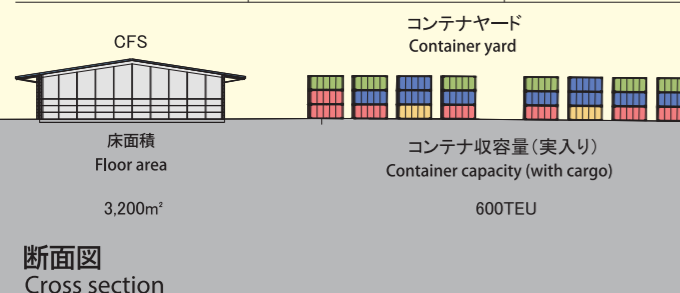 CFS
コンテナヤード
Container yard
床面積
Floor area
3,200m²
コンテナ収容量(実入り)
Container capacity (with cargo)
600TEU
断面図
Cross section